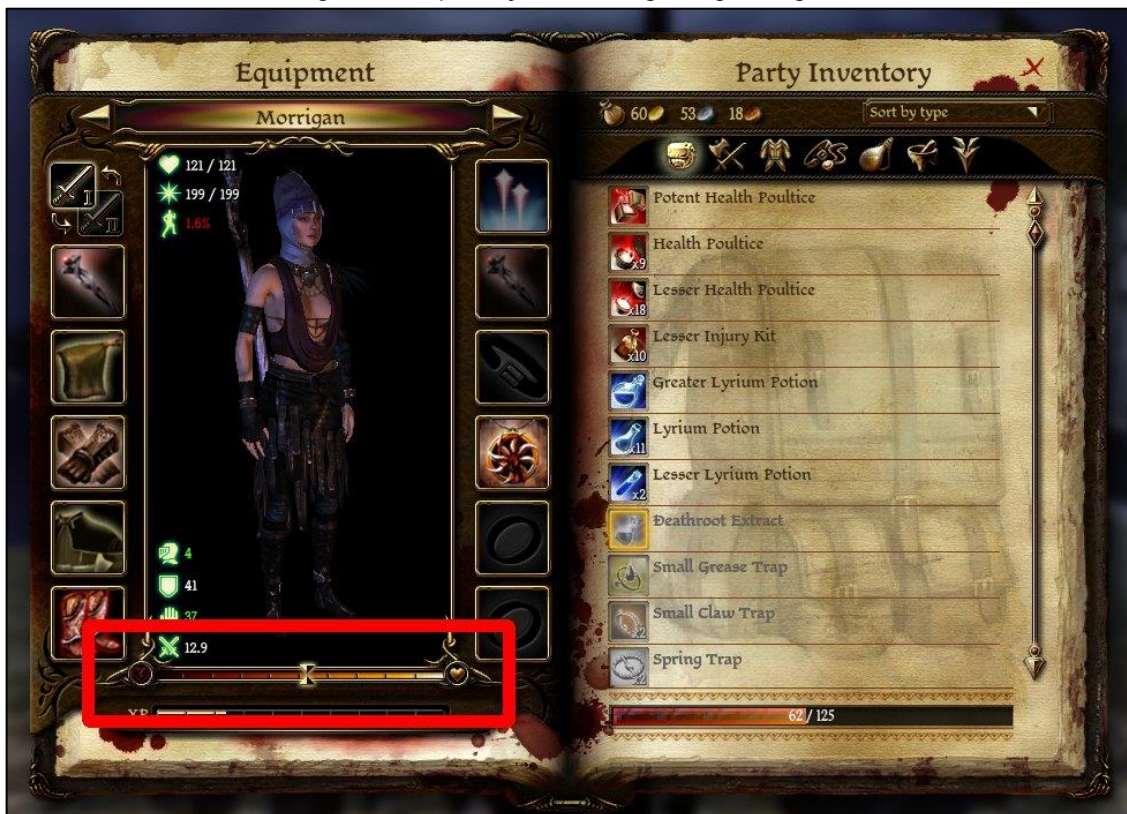 Equipment
Morrigan
121 / 121
199 / 199
1.6%
I
II
4
41
37
12.9
XP
Party Inventory
X
60 53 18
Sort by type
Potent Health Poultice
Health Poultice
x9
Lesser Health Poultice
x18
Lesser Injury Kit
x10
Greater Lyrium Potion
Lyrium Potion
x11
Lesser Lyrium Potion
x2
Deathroot Extract
Small Grease Trap
Small Claw Trap
x2
Spring Trap
x2
62 / 125